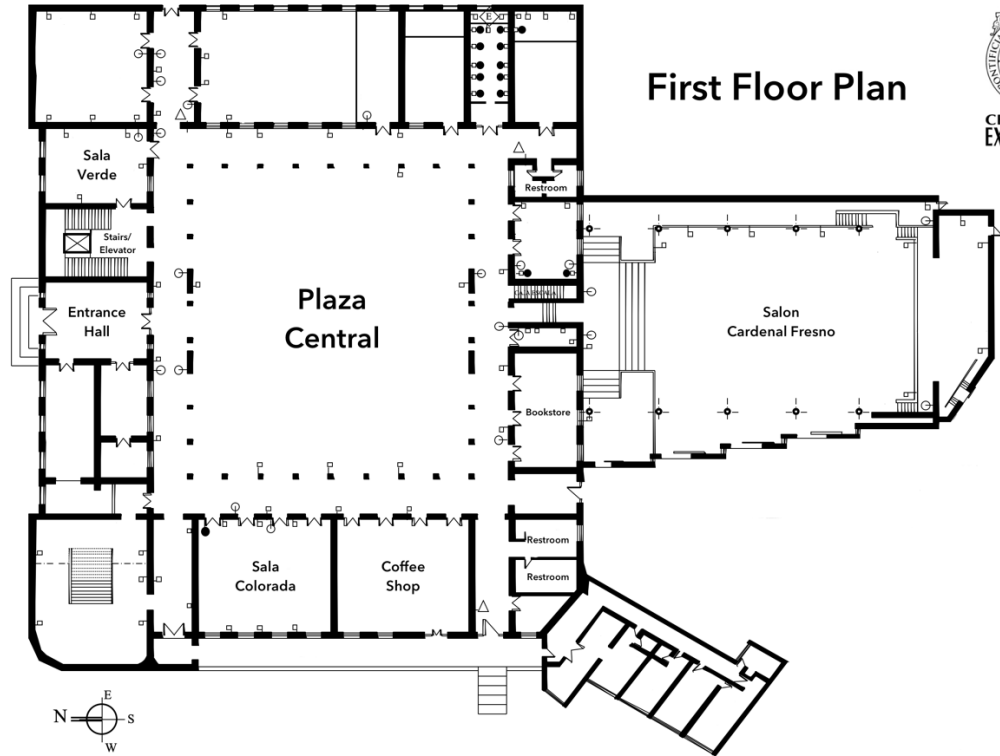 First Floor Plan
E
Sala
Verde
Restroom
Stairs/
Elevator
Entrance
Hall
Plaza
Central
Salon
Cardenal Fresno
Bookstore
Sala
Colorada
Coffee
Shop
Restroom
Restroom
E
N
S
W